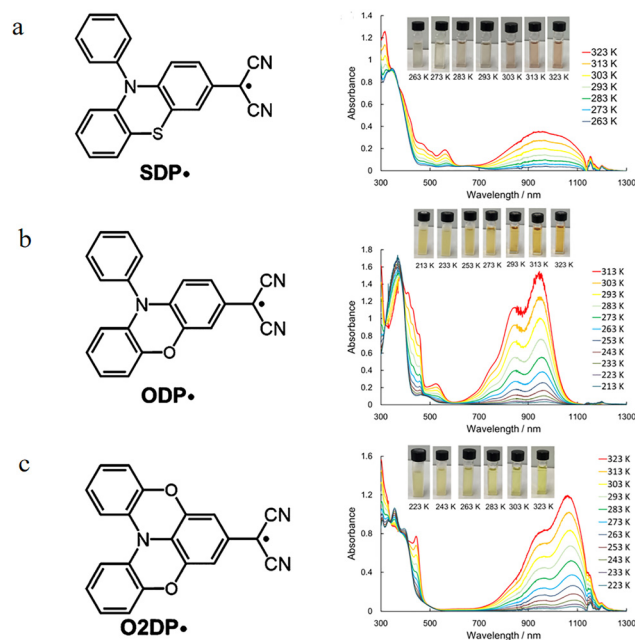 a
N
S
CN
CN
SDP•
Absorbance
1.4
1.2
1
0.8
0.6
0.4
0.2
0
300 500 700 900 1100 1300
Wavelength / nm
263 K 273 K 283 K 293 K 303 K 313 K 323 K
323 K
313 K
303 K
293 K
283 K
273 K
263 K
b
N
O
CN
CN
ODP•
Absorbance
1.8
1.6
1.4
1.2
1
0.8
0.6
0.4
0.2
0
300 500 700 900 1100 1300
Wavelength / nm
213 K 233 K 253 K 273 K 293 K 313 K 323 K
313 K
303 K
293 K
283 K
273 K
263 K
253 K
243 K
233 K
223 K
213 K
c
O
N
O
CN
CN
O2DP•
Absorbance
1.6
1.2
0.8
0.4
0
300 500 700 900 1100 1300
Wavelength / nm
223 K 243 K 263 K 283 K 303 K 323 K
323 K
313 K
303 K
293 K
283 K
273 K
263 K
253 K
243 K
233 K
223 K